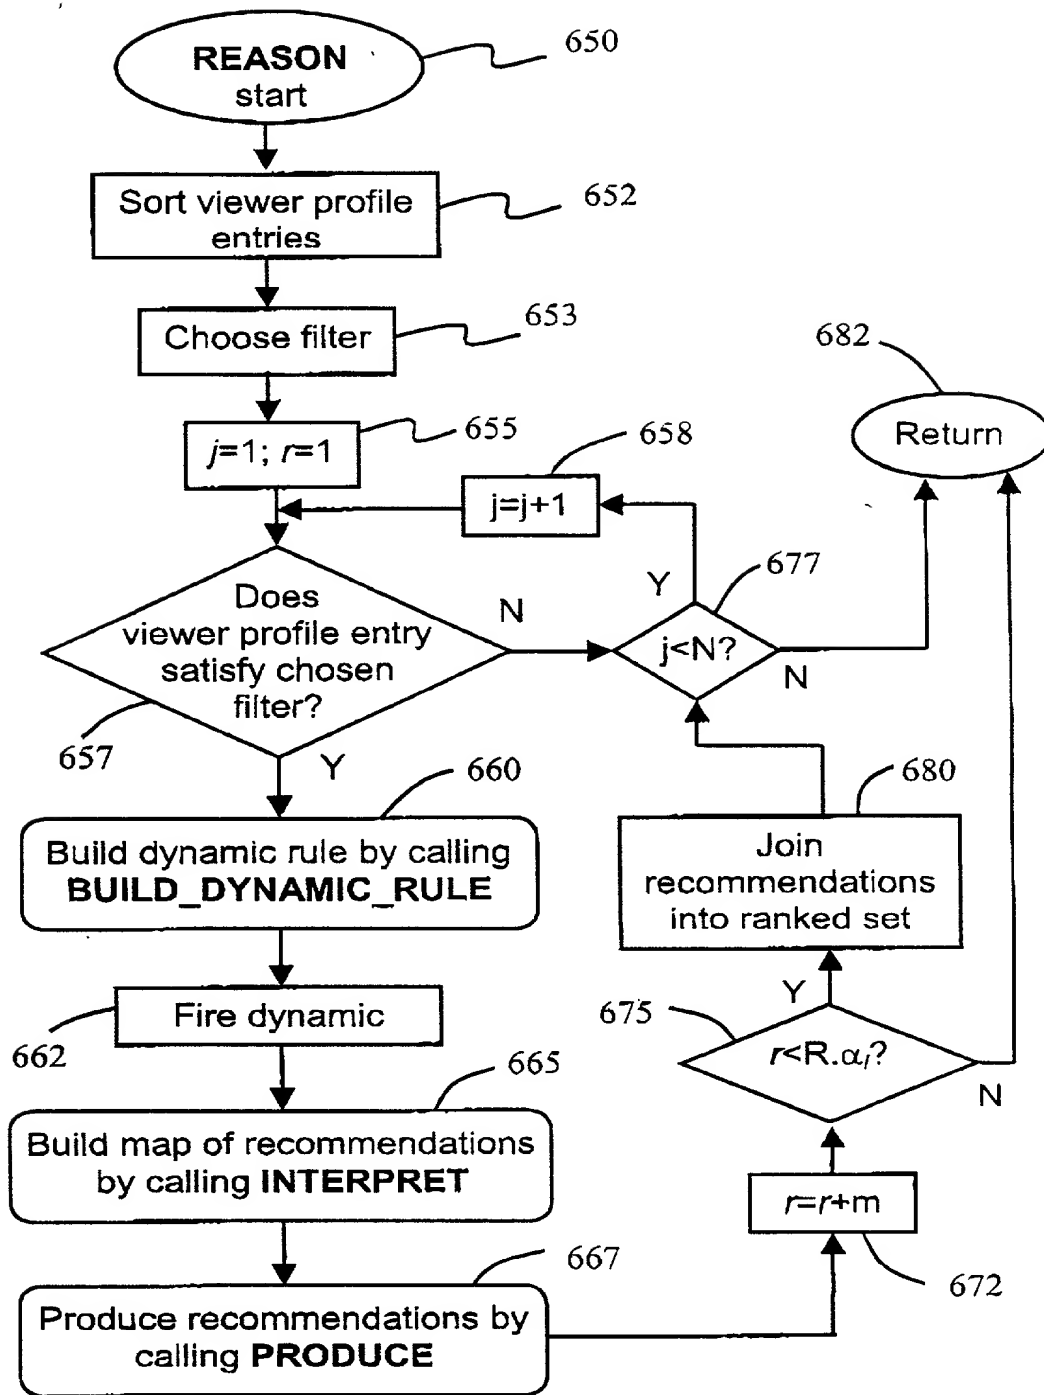 REASON
start
650
Sort viewer profile
entries
652
Choose filter
653
j=1; r=1
655
658
j=j+1
682
Return
Does
viewer profile entry
satisfy chosen
filter?
657
N
Y
Y
677
j<N?
N
660
Build dynamic rule by calling
BUILD_DYNAMIC_RULE
680
Join
recommendations
into ranked set
Fire dynamic
662
Y
675
r<R.αi?
N
665
Build map of recommendations
by calling INTERPRET
r=r+m
672
667
Produce recommendations by
calling PRODUCE